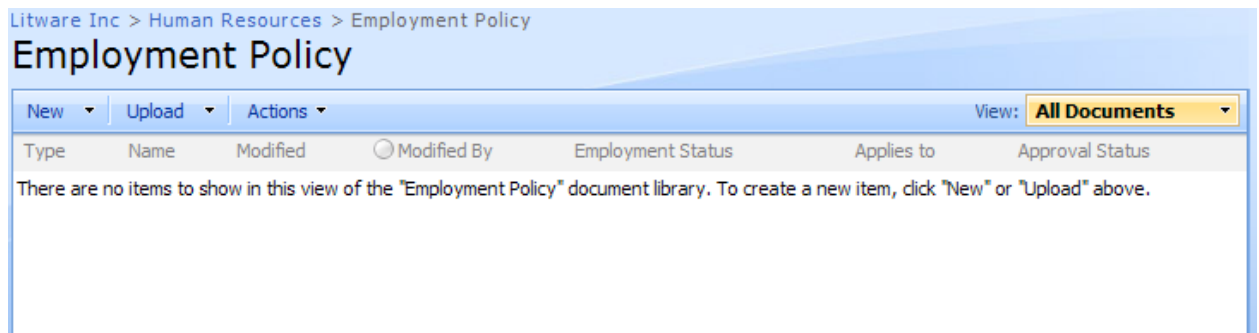 Litware Inc > Human Resources > Employment Policy
Employment Policy
New Upload Actions View: All Documents
Type Name Modified Modified By Employment Status Applies to Approval Status
There are no items to show in this view of the "Employment Policy" document library. To create a new item, click "New" or "Upload" above.